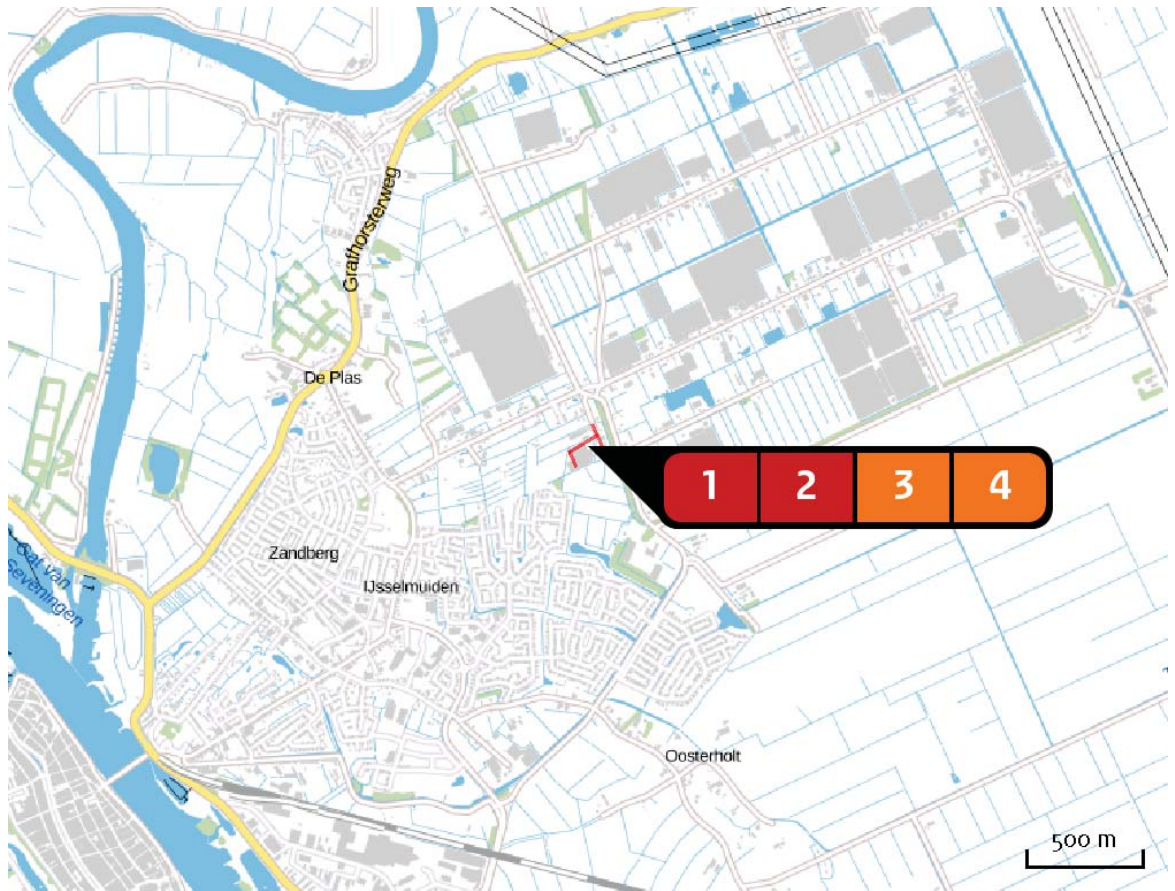 Grafhorsterweg
De Plas
1 2 3 4
Zandberg
IJsselmuiden
Gat van
Seveningen
Oosterholt
500 m